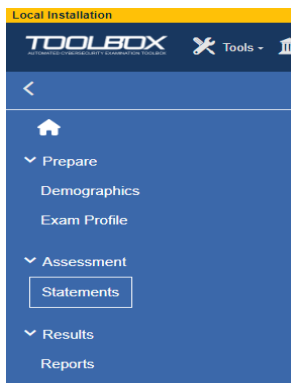 Local Installation
TOOLBOX
AUTOMATED CYBERSECURITY EXAMINATION TOOLBOX
Tools
Prepare
Demographics
Exam Profile
Assessment
Statements
Results
Reports